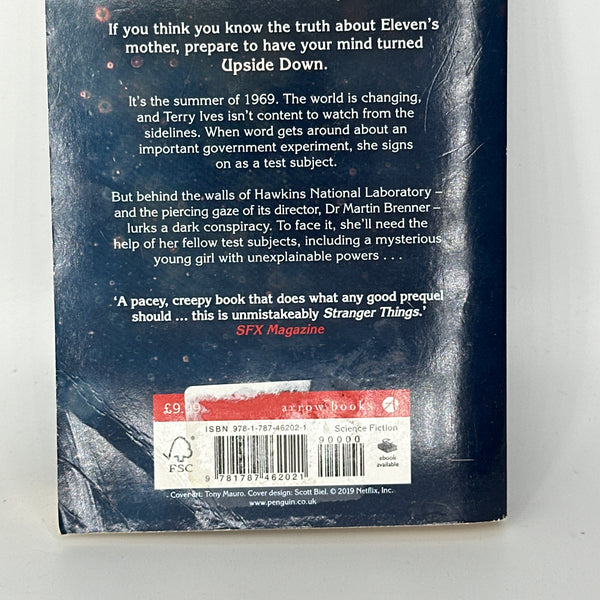 If you think you know the truth about Eleven's
mother, prepare to have your mind turned
Upside Down.
It's the summer of 1969. The world is changing,
and Terry Ives isn't content to watch from the
sidelines. When word gets around about an
important government experiment, she signs
on as a test subject.
But behind the walls of Hawkins National Laboratory –
and the piercing gaze of its director, Dr Martin Brenner –
lurks a dark conspiracy. To face it, she'll need the
help of her fellow test subjects, including a mysterious
young girl with unexplainable powers . . .
'A pacey, creepy book that does what any good prequel
should ... this is unmistakeably Stranger Things.'
SFX Magazine
£9.99
arrow books
ISBN 978-1-787-46202-1
Science Fiction
90000
ebook
available
FSC
9 781787 462021
Cover art: Tony Mauro. Cover design: Scott Biel. © 2019 Netflix, Inc.
www.penguin.co.uk